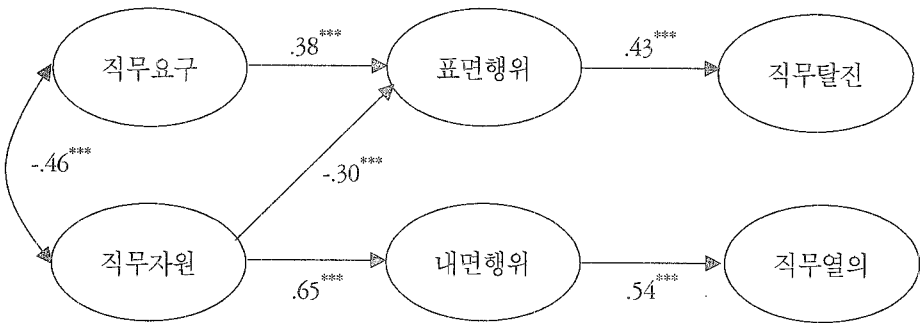 직무요구 .38*** 표면행위 .43*** 직무탈진
-.46*** -.30***
직무자원 .65*** 내면행위 .54*** 직무열의